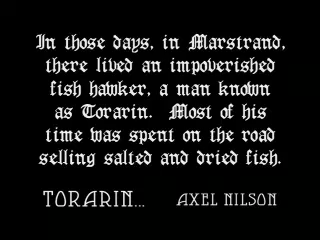 In those days, in Marstrand,
there lived an impoverished
fish hawker, a man known
as Torarin. Most of his
time was spent on the road
selling salted and dried fish.
TORARIN... AXEL NILSON